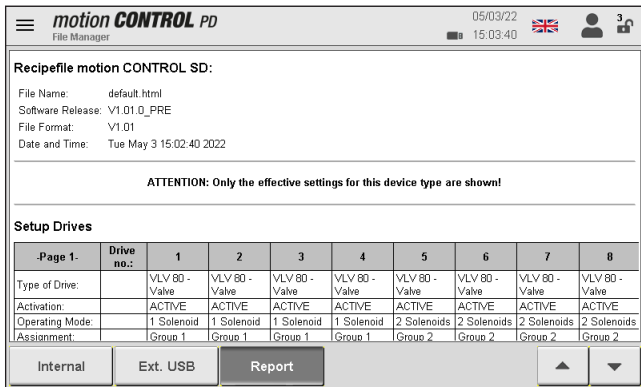 motion CONTROL PD
File Manager
05/03/22
15:03:40
3
Recipefile motion CONTROL SD:
File Name: default.html
Software Release: V1.01.0_PRE
File Format: V1.01
Date and Time: Tue May 3 15:02:40 2022
ATTENTION: Only the effective settings for this device type are shown!
Setup Drives
-Page 1- Drive no.: 1 2 3 4 5 6 7 8
Type of Drive: VLV 80 - Valve VLV 80 - Valve VLV 80 - Valve VLV 80 - Valve VLV 80 - Valve VLV 80 - Valve VLV 80 - Valve VLV 80 - Valve
Activation: ACTIVE ACTIVE ACTIVE ACTIVE ACTIVE ACTIVE ACTIVE ACTIVE
Operating Mode: 1 Solenoid 1 Solenoid 1 Solenoid 1 Solenoid 2 Solenoids 2 Solenoids 2 Solenoids 2 Solenoids
Assignment: Group 1 Group 1 Group 1 Group 1 Group 2 Group 2 Group 2 Group 2
Internal Ext. USB Report